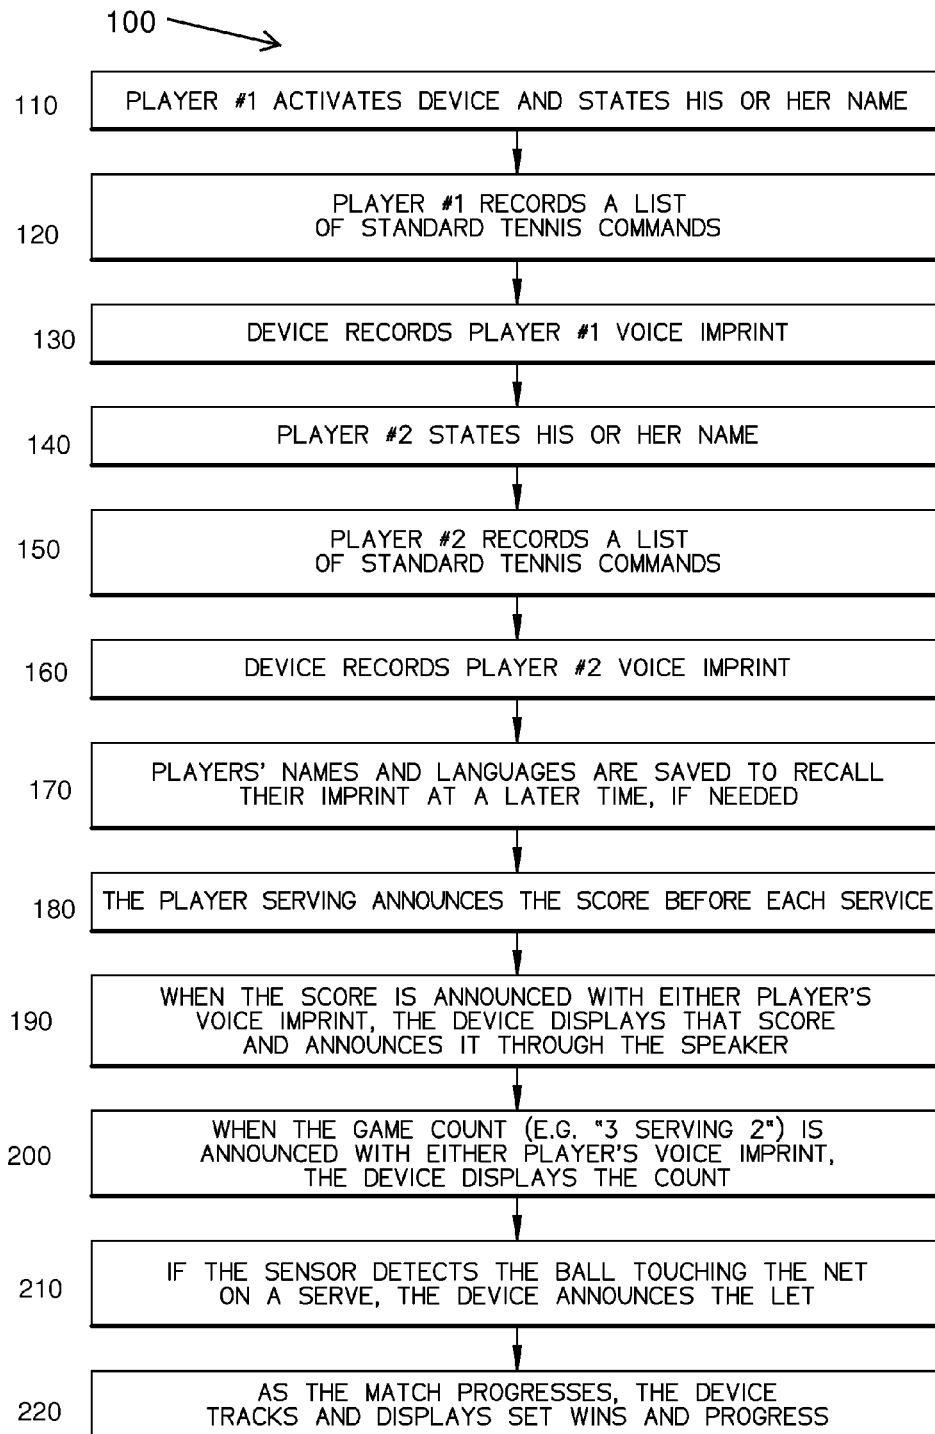 100
110
PLAYER #1 ACTIVATES DEVICE AND STATES HIS OR HER NAME
120
PLAYER #1 RECORDS A LIST
OF STANDARD TENNIS COMMANDS
130
DEVICE RECORDS PLAYER #1 VOICE IMPRINT
140
PLAYER #2 STATES HIS OR HER NAME
150
PLAYER #2 RECORDS A LIST
OF STANDARD TENNIS COMMANDS
160
DEVICE RECORDS PLAYER #2 VOICE IMPRINT
170
PLAYERS' NAMES AND LANGUAGES ARE SAVED TO RECALL
THEIR IMPRINT AT A LATER TIME, IF NEEDED
180
THE PLAYER SERVING ANNOUNCES THE SCORE BEFORE EACH SERVICE
190
WHEN THE SCORE IS ANNOUNCED WITH EITHER PLAYER'S
VOICE IMPRINT, THE DEVICE DISPLAYS THAT SCORE
AND ANNOUNCES IT THROUGH THE SPEAKER
200
WHEN THE GAME COUNT (E.G. "3 SERVING 2") IS
ANNOUNCED WITH EITHER PLAYER'S VOICE IMPRINT,
THE DEVICE DISPLAYS THE COUNT
210
IF THE SENSOR DETECTS THE BALL TOUCHING THE NET
ON A SERVE, THE DEVICE ANNOUNCES THE LET
220
AS THE MATCH PROGRESSES, THE DEVICE
TRACKS AND DISPLAYS SET WINS AND PROGRESS